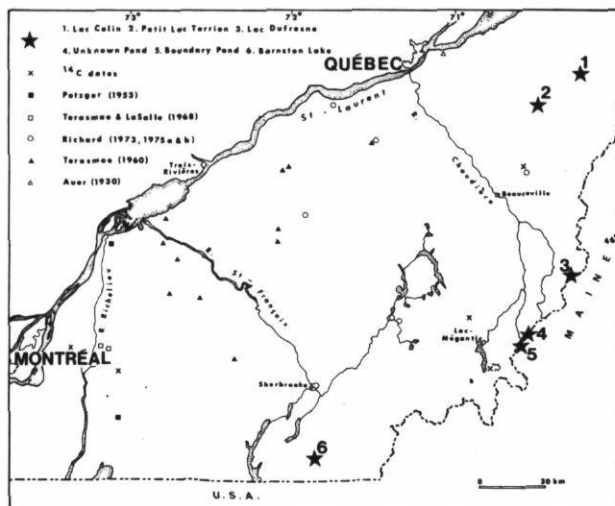 73° 72° 71°
1. Lac Colin 2. Petit Lac Terrien 3. Lac Dufresne
4. Unknown Pond 5. Boundary Pond 6. Barnston Lake
14C dates
Potzger (1953)
Terasmae & LaSalle (1968)
Richard (1973, 1975a & b)
Terasmae (1960)
Auer (1930)
QUÉBEC
1
2
St-Laurent
R. Chaudière
Trois-Rivières
Beauceville
46
3
MAINE
R. Richelieu
R. St-François
MONTRÉAL
Lac-Mégantic
4
5
Sherbrooke
6
U.S.A.
0 30 km